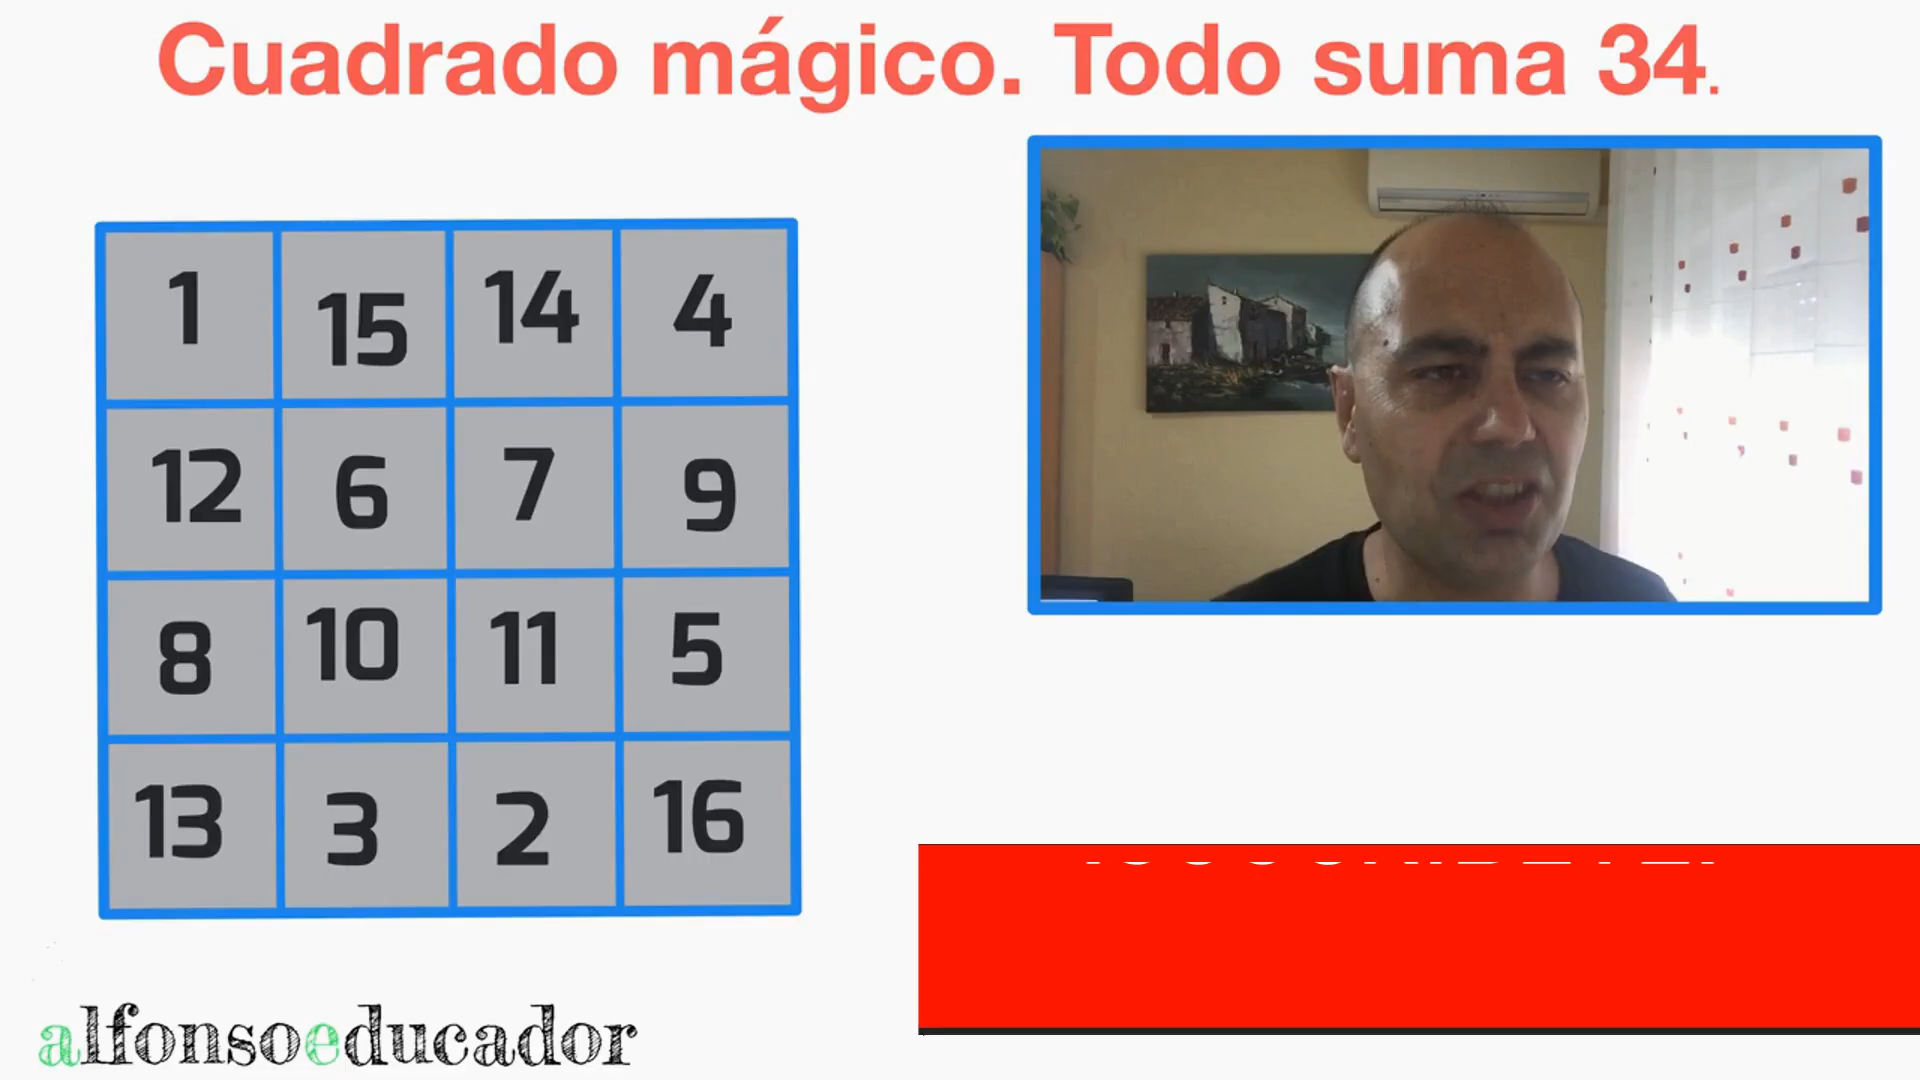 Cuadrado mágico. Todo suma 34.
1 15 14 4
12 6 7 9
8 10 11 5
13 3 2 16
alfonsoeducador